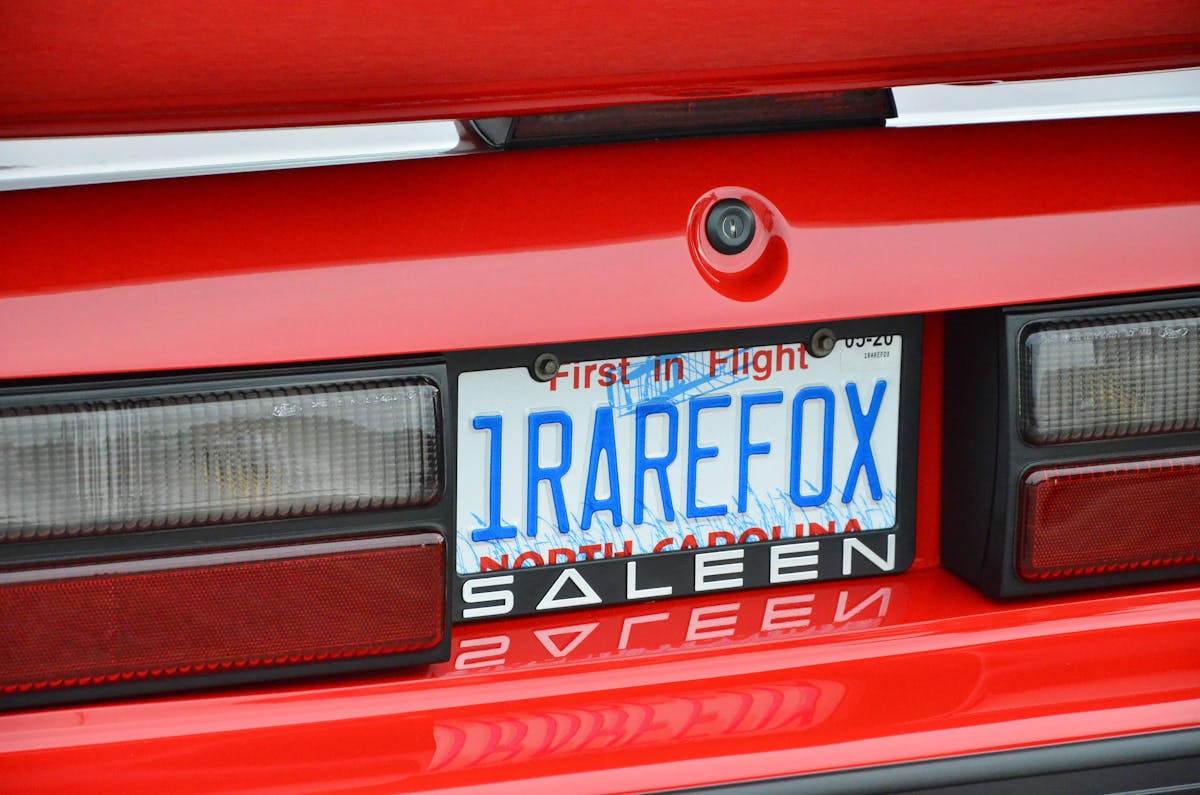 First in Flight
05-20
1RAREFOX
1RAREFOX
NORTH CAROLINA
SALEEN